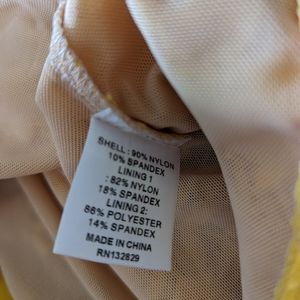 SHELL: 90% NYLON
10% SPANDEX
LINING 1
: 82% NYLON
18% SPANDEX
LINING 2:
86% POLYESTER
14% SPANDEX
MADE IN CHINA
RN132829